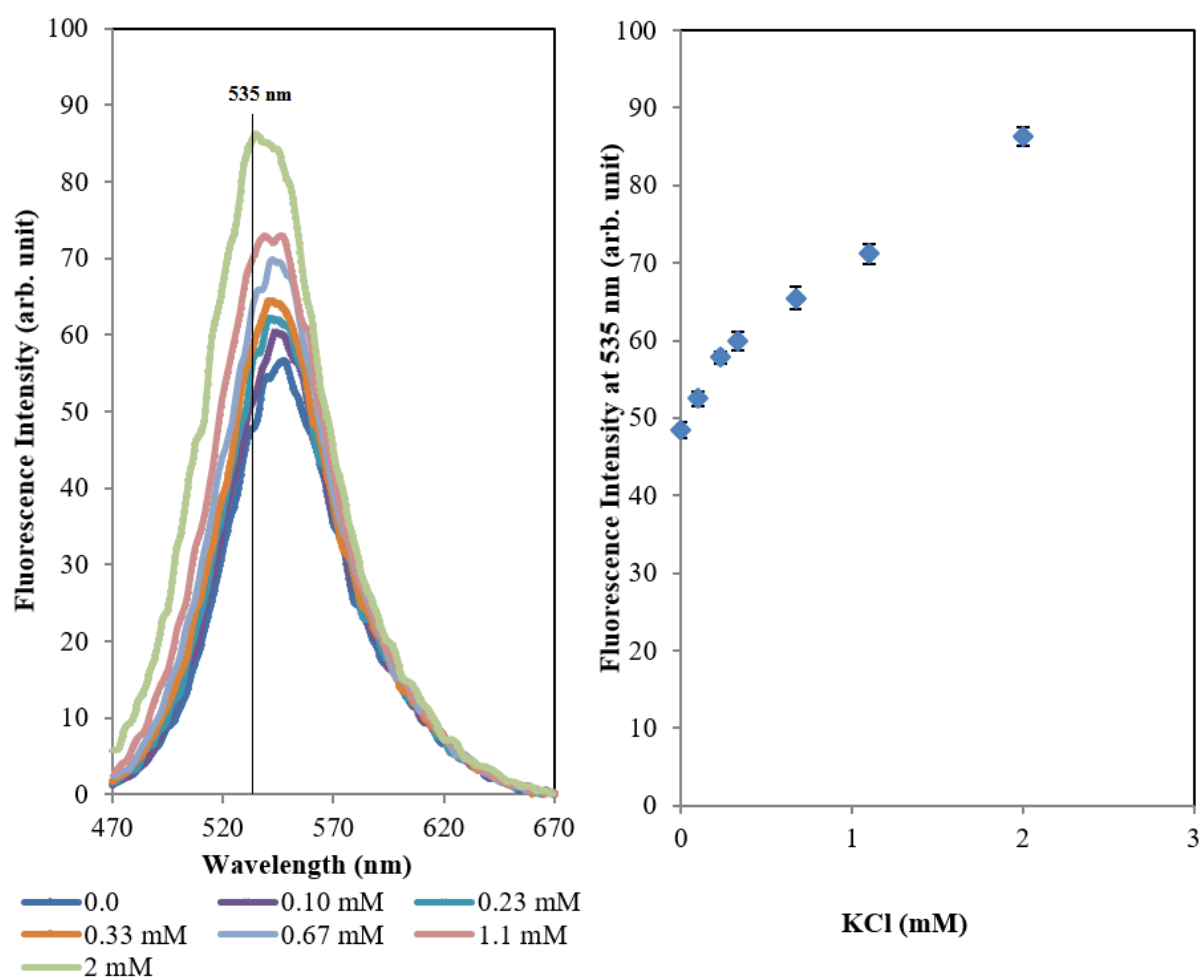 Fluorescence Intensity (arb. unit)
100
90
80
70
60
50
40
30
20
10
0
535 nm
470 520 570 620 670
Wavelength (nm)
0.0 0.10 mM 0.23 mM
0.33 mM 0.67 mM 1.1 mM
2 mM
Fluorescence Intensity at 535 nm (arb. unit)
100
90
80
70
60
50
40
30
20
10
0
0 1 2 3
KCl (mM)